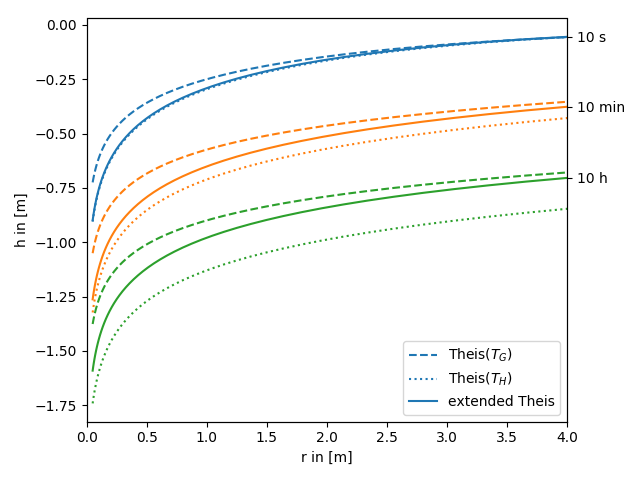 0.00
−0.25
−0.50
−0.75
−1.00
−1.25
−1.50
−1.75
h in [m]
10 s
10 min
10 h
Theis(T_G)
Theis(T_H)
extended Theis
0.0 0.5 1.0 1.5 2.0 2.5 3.0 3.5 4.0
r in [m]